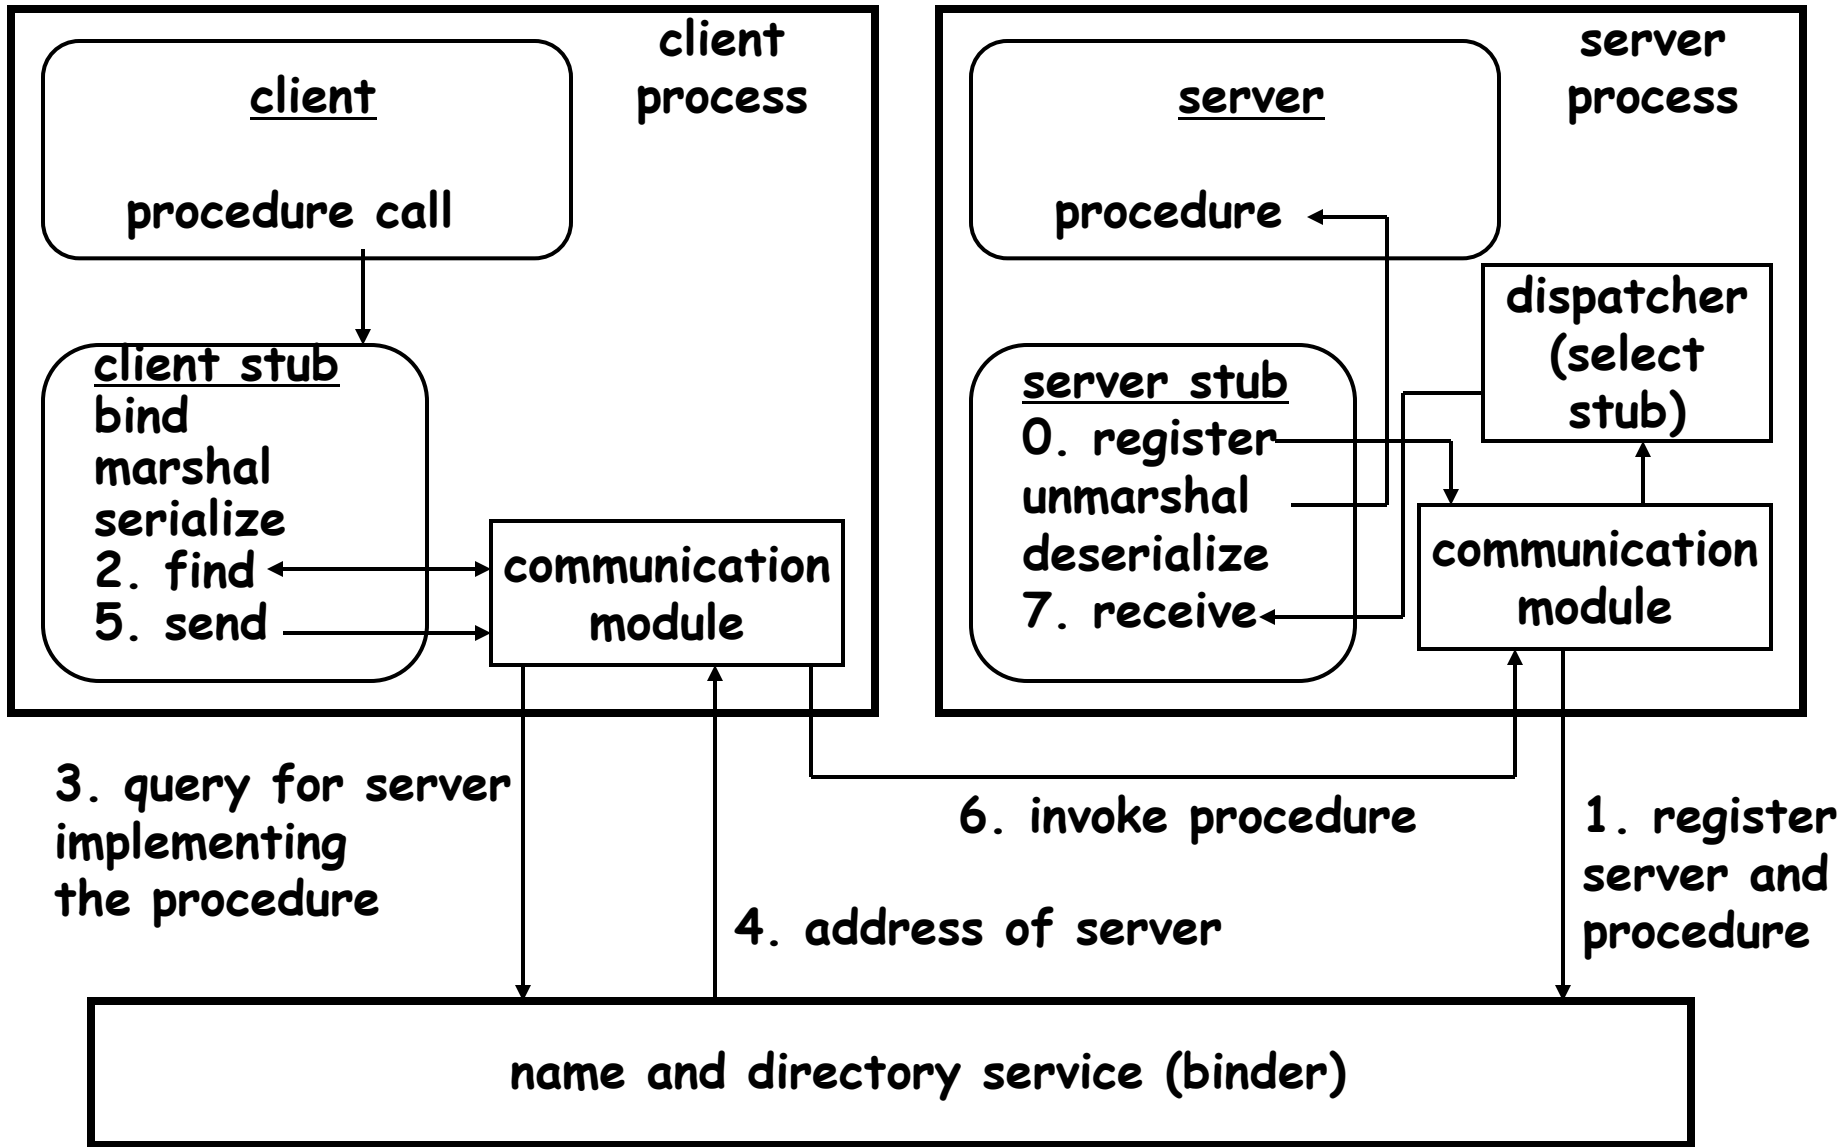 client
process
client
procedure call
client stub
bind
marshal
serialize
2. find
5. send
communication
module
server
process
server
procedure
dispatcher
(select
stub)
server stub
0. register
unmarshal
deserialize
7. receive
communication
module
3. query for server
implementing
the procedure
6. invoke procedure
4. address of server
1. register
server and
procedure
name and directory service (binder)